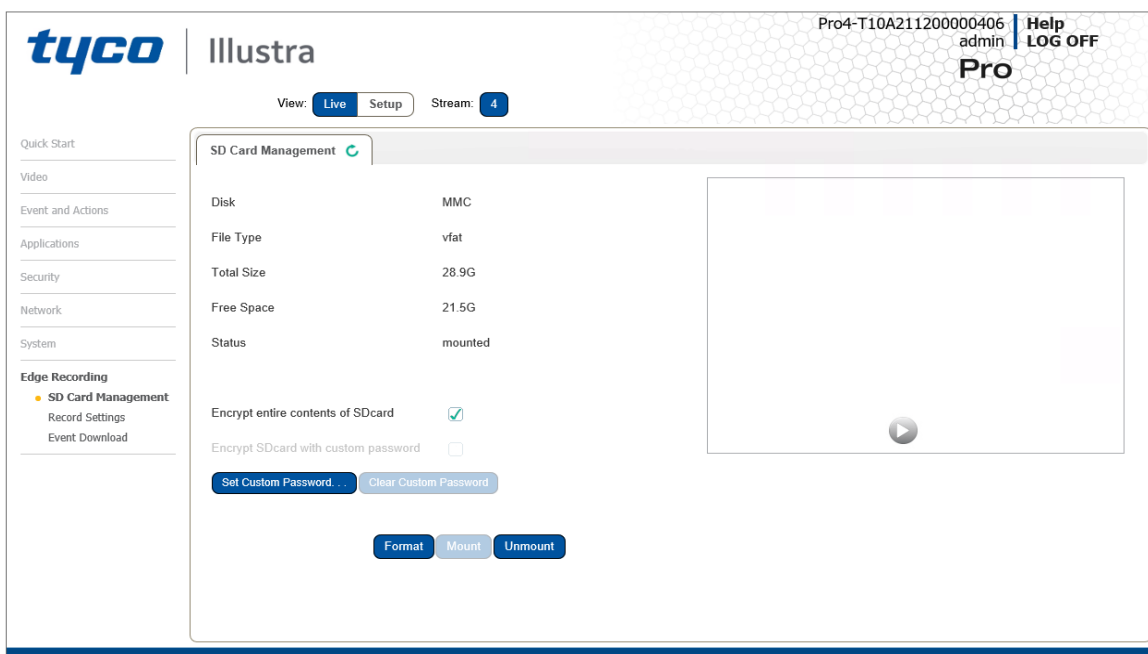 tyco
Illustra
Pro4-T10A211200000406 Help
admin LOG OFF
Pro
View: Live Setup Stream: 4
Quick Start
Video
Event and Actions
Applications
Security
Network
System
Edge Recording
SD Card Management
Record Settings
Event Download
SD Card Management
Disk MMC
File Type vfat
Total Size 28.9G
Free Space 21.5G
Status mounted
Encrypt entire contents of SDcard
Encrypt SDcard with custom password
Set Custom Password. . . Clear Custom Password
Format Mount Unmount